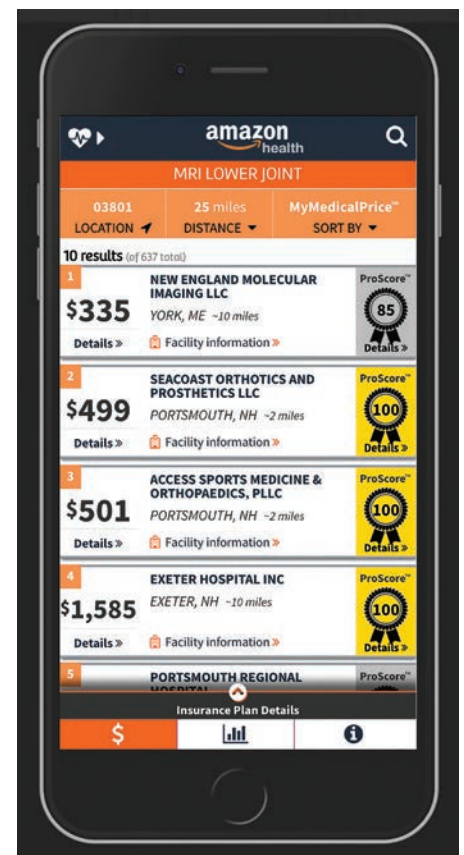 amazon
health
MRI LOWER JOINT
03801 25 miles MyMedicalPrice™
LOCATION DISTANCE SORT BY
10 results (of 637 total)
1
NEW ENGLAND MOLECULAR
IMAGING LLC
$335
YORK, ME ~10 miles
Details »
Facility information »
ProScore™
85
Details »
2
SEACOAST ORTHOTICS AND
PROSTHETICS LLC
$499
PORTSMOUTH, NH ~2 miles
Details »
Facility information »
ProScore™
100
Details »
3
ACCESS SPORTS MEDICINE &
ORTHOPAEDICS, PLLC
$501
PORTSMOUTH, NH ~2 miles
Details »
Facility information »
ProScore™
100
Details »
4
EXETER HOSPITAL INC
$1,585
EXETER, NH ~10 miles
Details »
Facility information »
ProScore™
100
Details »
5
PORTSMOUTH REGIONAL
HOSPITAL
ProScore™
Insurance Plan Details
$